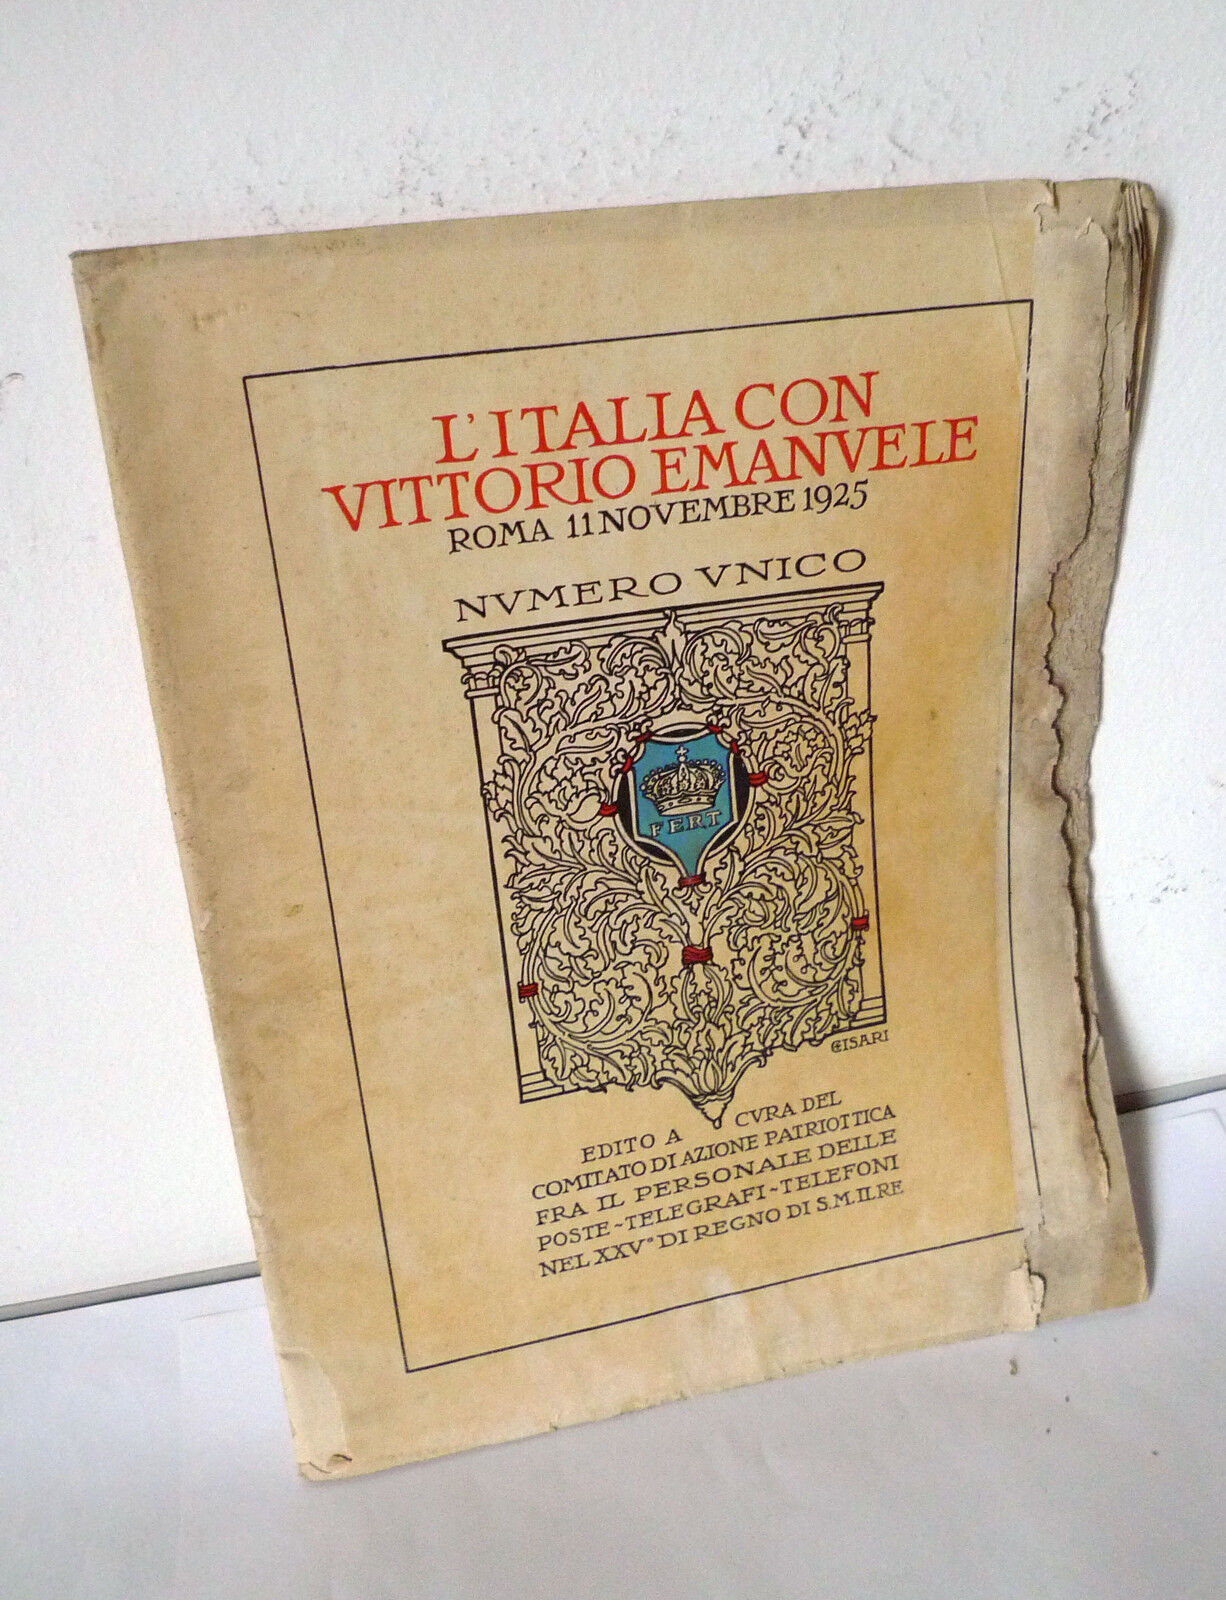 L'ITALIA CON
VITTORIO EMANVELE
ROMA 11 NOVEMBRE 1925
NVMERO VNICO
FERT
CISARI
EDITO A CVRA DEL
COMITATO DI AZIONE PATRIOTTICA
FRA IL PERSONALE DELLE
POSTE-TELEGRAFI-TELEFONI
NEL XXV° DI REGNO DI S.M. IL RE